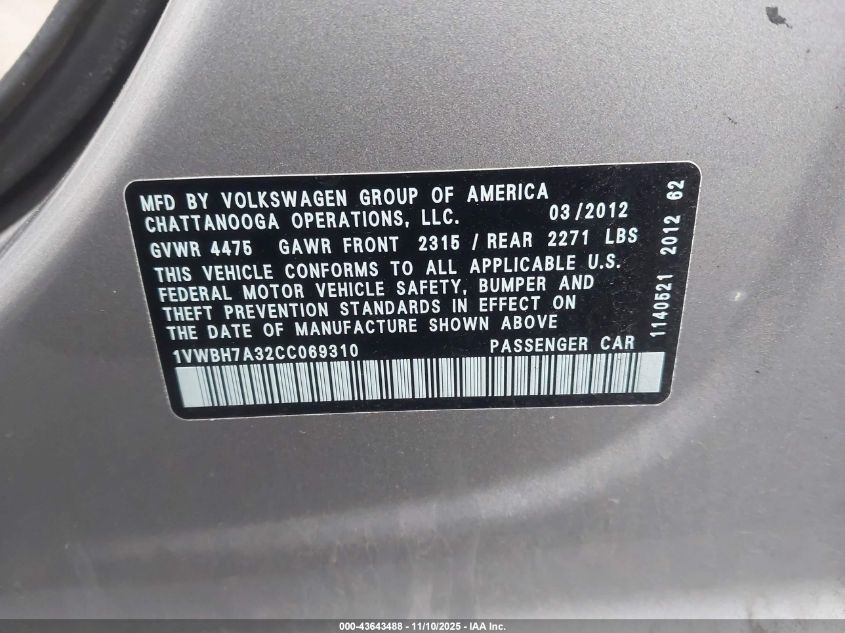 MFD BY VOLKSWAGEN GROUP OF AMERICA
CHATTANOOGA OPERATIONS, LLC. 03/2012
GVWR 4475 GAWR FRONT 2315 / REAR 2271 LBS
THIS VEHICLE CONFORMS TO ALL APPLICABLE U.S.
FEDERAL MOTOR VEHICLE SAFETY, BUMPER AND
THEFT PREVENTION STANDARDS IN EFFECT ON
THE DATE OF MANUFACTURE SHOWN ABOVE
1VWBH7A32CC069310 PASSENGER CAR
1140521 2012 62
000-43643488 - 11/10/2025 - IAA Inc.